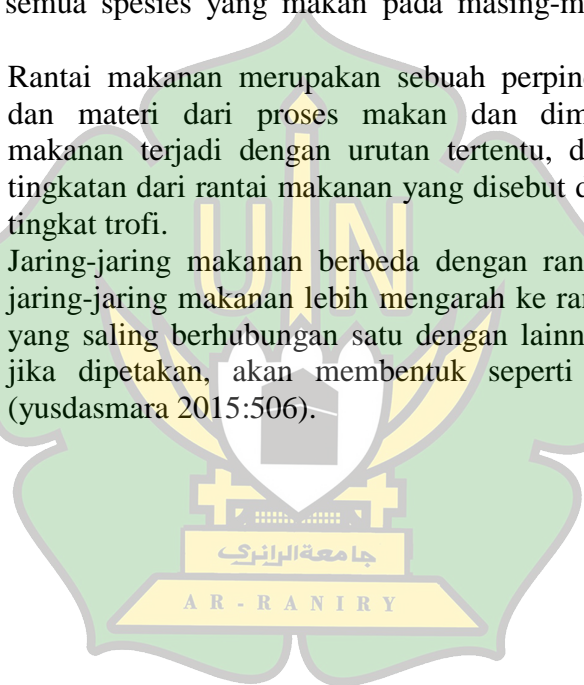 semua spesies yang makan pada masing-m
Rantai makanan merupakan sebuah perpin
dan materi dari proses makan dan dim
makanan terjadi dengan urutan tertentu, d
tingkatan dari rantai makanan yang disebut d
tingkat trofi.
Jaring-jaring makanan berbeda dengan ran
jaring-jaring makanan lebih mengarah ke ra
yang saling berhubungan satu dengan lainn
jika dipetakan, akan membentuk seperti
(yusdasmara 2015:506).
UIN
جامعةالرانري
AR-RANIRY